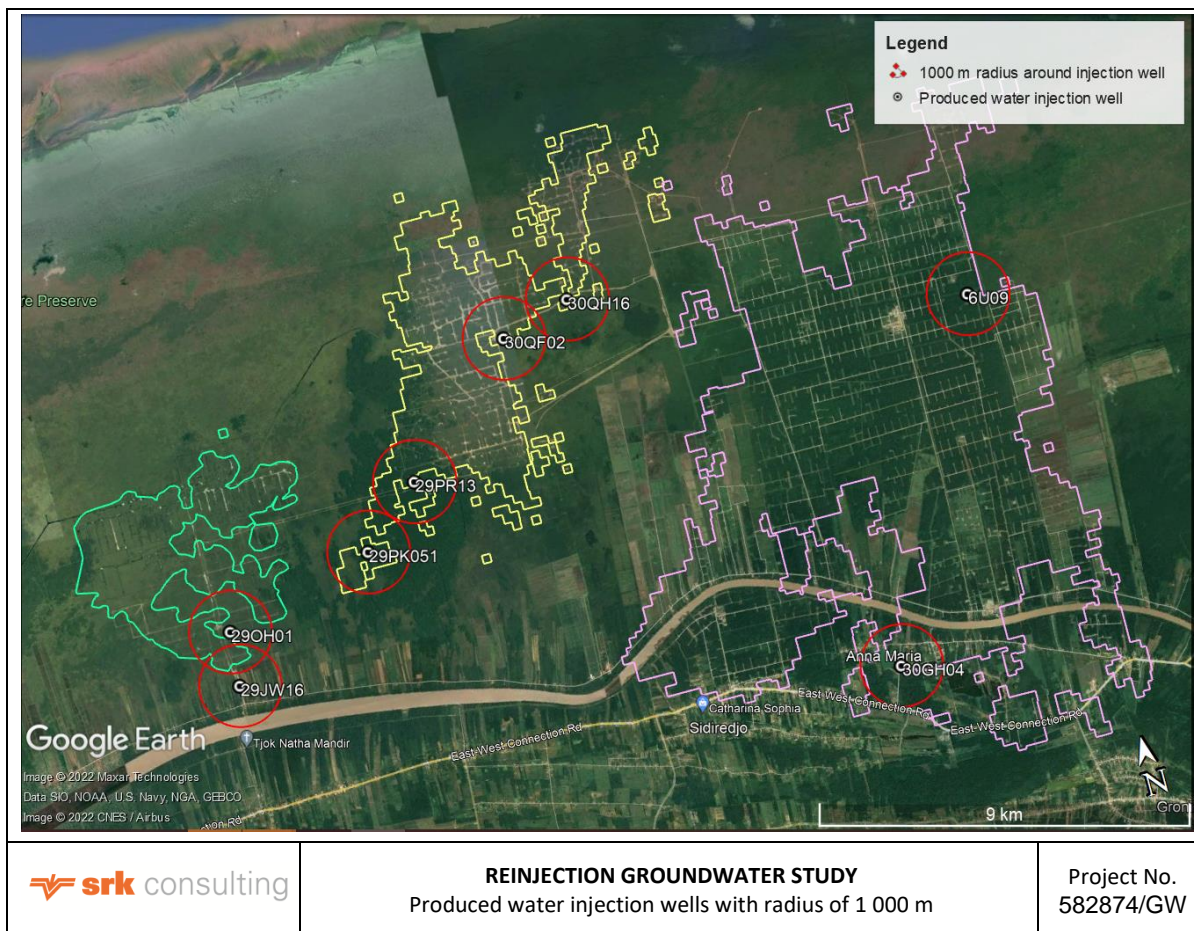 Legend
1000 m radius around injection well
Produced water injection well
re Preserve
30QH16
6U09
30QF02
29PR13
29PK051
29OH01
Anna Maria
30GH04
29JW16
East-West Connection Rd
Catharina Sophia
Sidiredjo
East-West Connection Rd
East-West Connection Rd
Tjok Natha Mandir
Google Earth
Image © 2022 Maxar Technologies
Data SIO, NOAA, U.S. Navy, NGA, GEBCO
Image © 2022 CNES / Airbus
ction Rd
N
9 km
Gron
srk consulting
REINJECTION GROUNDWATER STUDY
Produced water injection wells with radius of 1 000 m
Project No.
582874/GW